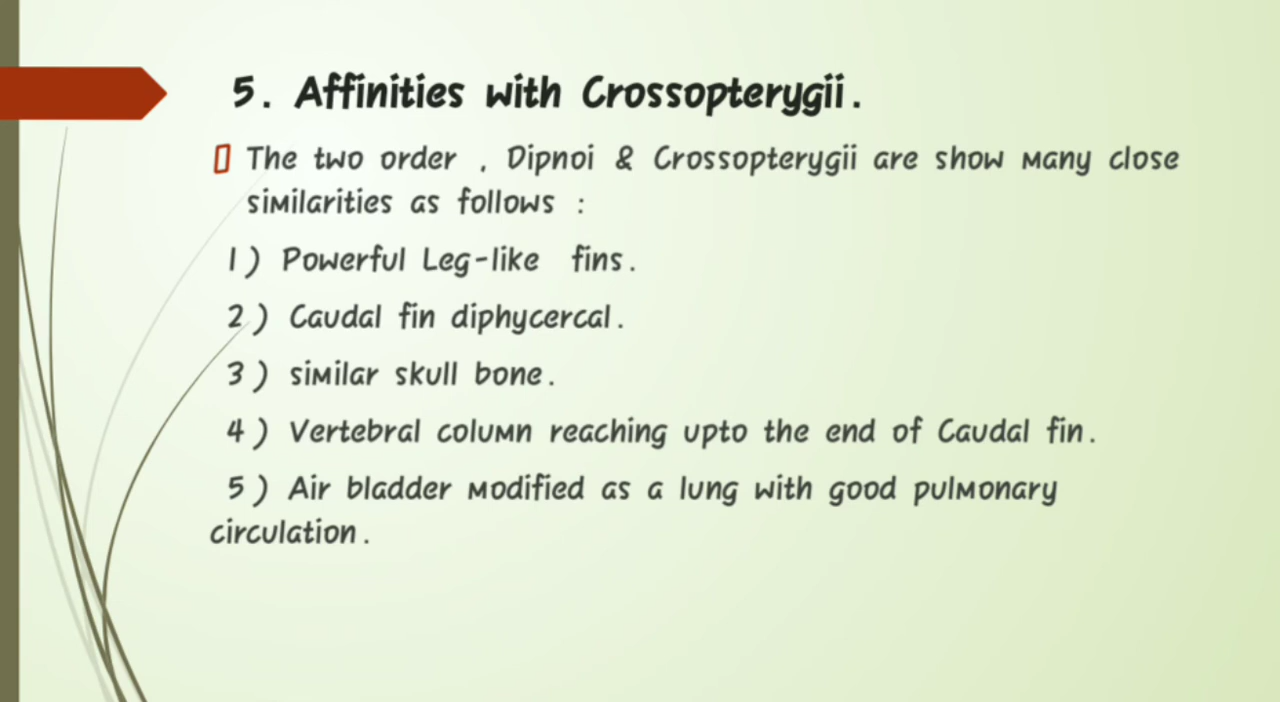 5. Affinities with Crossopterygii.
The two order , Dipnoi & Crossopterygii are show many close
similarities as follows :
1) Powerful Leg-like fins.
2) Caudal fin diphycercal.
3) similar skull bone.
4) Vertebral column reaching upto the end of Caudal fin.
5) Air bladder modified as a lung with good pulmonary
circulation.